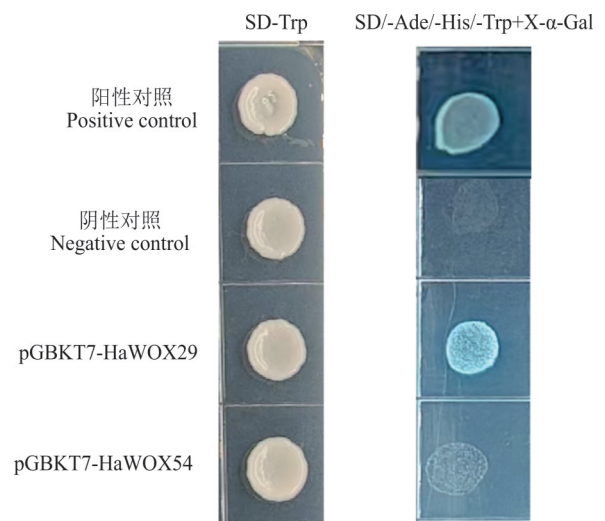 SD-Trp
SD/-Ade/-His/-Trp+X-α-Gal
阳性对照
Positive control
阴性对照
Negative control
pGBKT7-HaWOX29
pGBKT7-HaWOX54